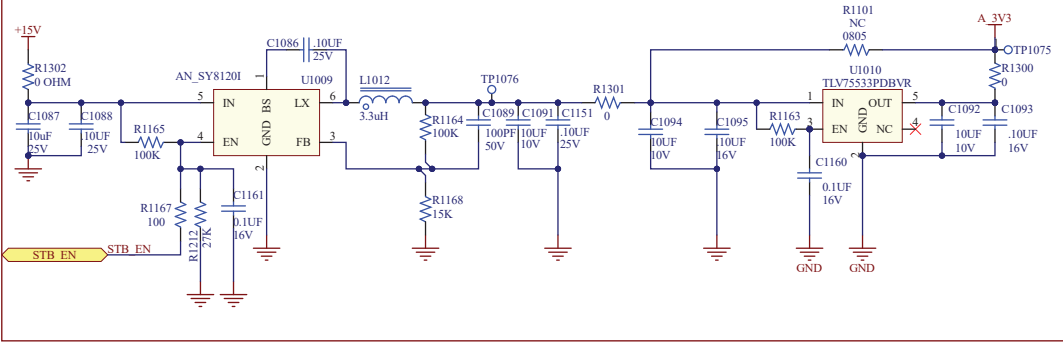 +15V
R1302
0 OHM
C1087
10uF
25V
C1088
.10UF
25V
R1165
100K
R1167
100
R1212
27K
C1161
0.1UF
16V
STB_EN
STB_EN
C1086
.10UF
25V
AN_SY8120I
U1009
1
5
IN
BS
LX
6
4
EN
GND
FB
3
2
L1012
3.3uH
R1164
100K
R1168
15K
TP1076
C1089
100PF
50V
C1091
10UF
10V
C1151
.10UF
25V
R1301
0
C1094
10UF
10V
C1095
.10UF
16V
R1163
100K
C1160
0.1UF
16V
GND
R1101
NC
0805
U1010
TLV75533PDBVR
1
IN
OUT
5
3
EN
GND
NC
4
2
GND
A_3V3
1
TP1075
R1300
0
C1092
10UF
10V
C1093
.10UF
16V